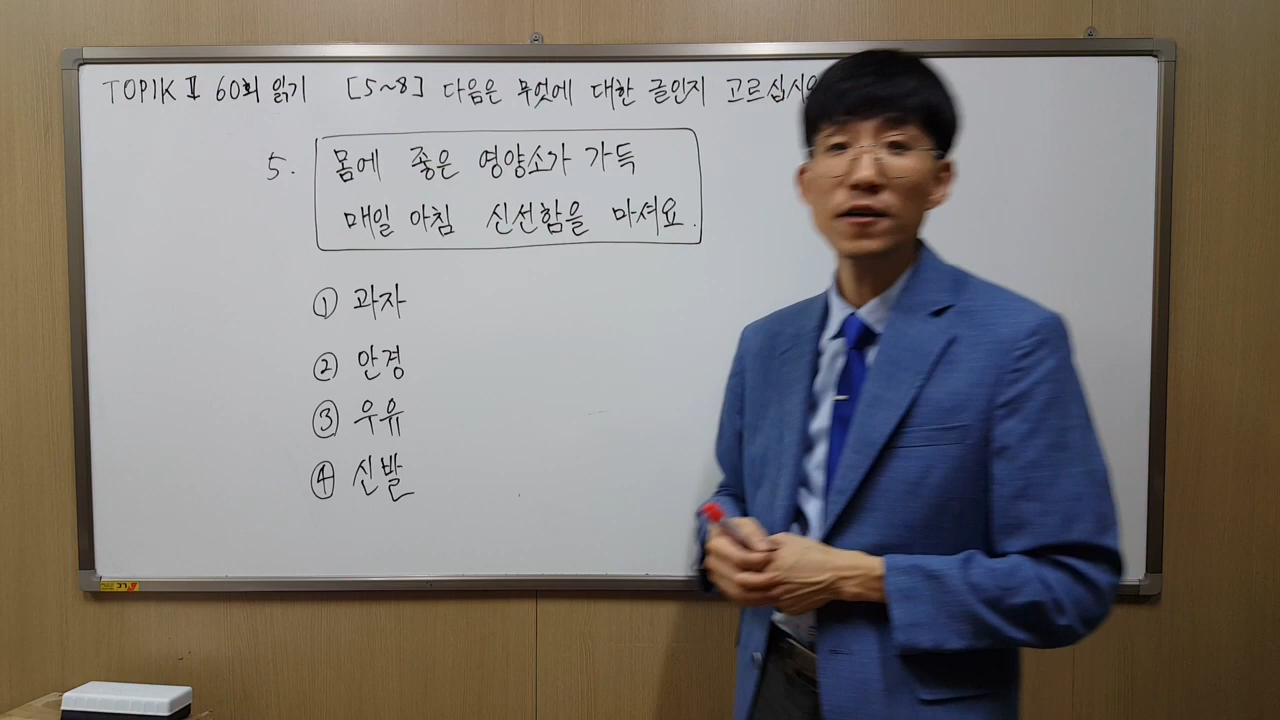 TOPIK Ⅱ 60회 읽기 [5~8] 다음은 무엇에 대한 글인지 고르십시오
5. 몸에 좋은 영양소가 가득
매일 아침 신선함을 마셔요.
① 과자
② 안경
③ 우유
④ 신발